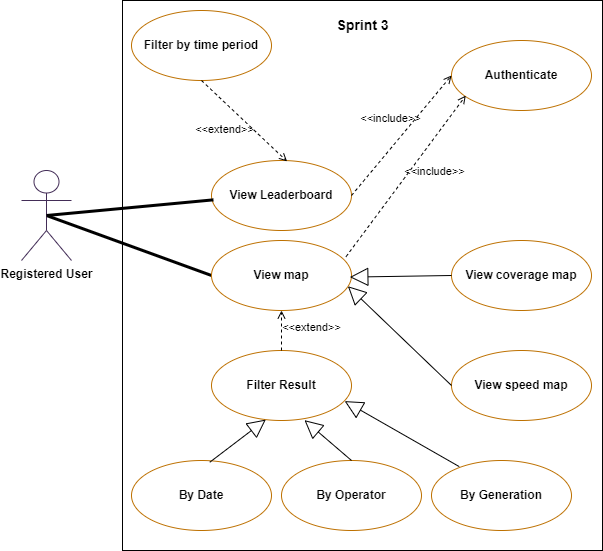 Sprint 3
Filter by time period
Authenticate
<<include>>
<<extend>>
<<include>>
View Leaderboard
Registered User
View map
View coverage map
<<extend>>
Filter Result
View speed map
By Date
By Operator
By Generation